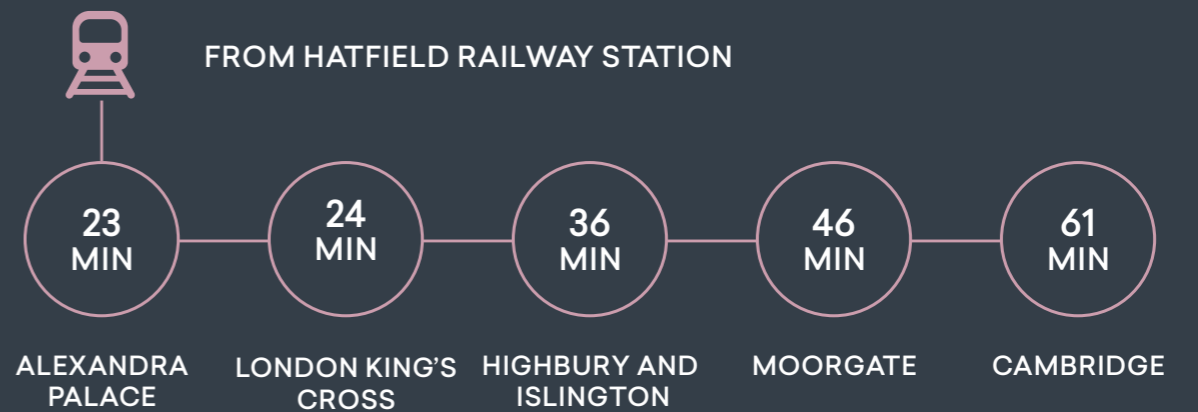 FROM HATFIELD RAILWAY STATION
23
MIN
24
MIN
36
MIN
46
MIN
61
MIN
ALEXANDRA
PALACE
LONDON KING'S
CROSS
HIGHBURY AND
ISLINGTON
MOORGATE
CAMBRIDGE